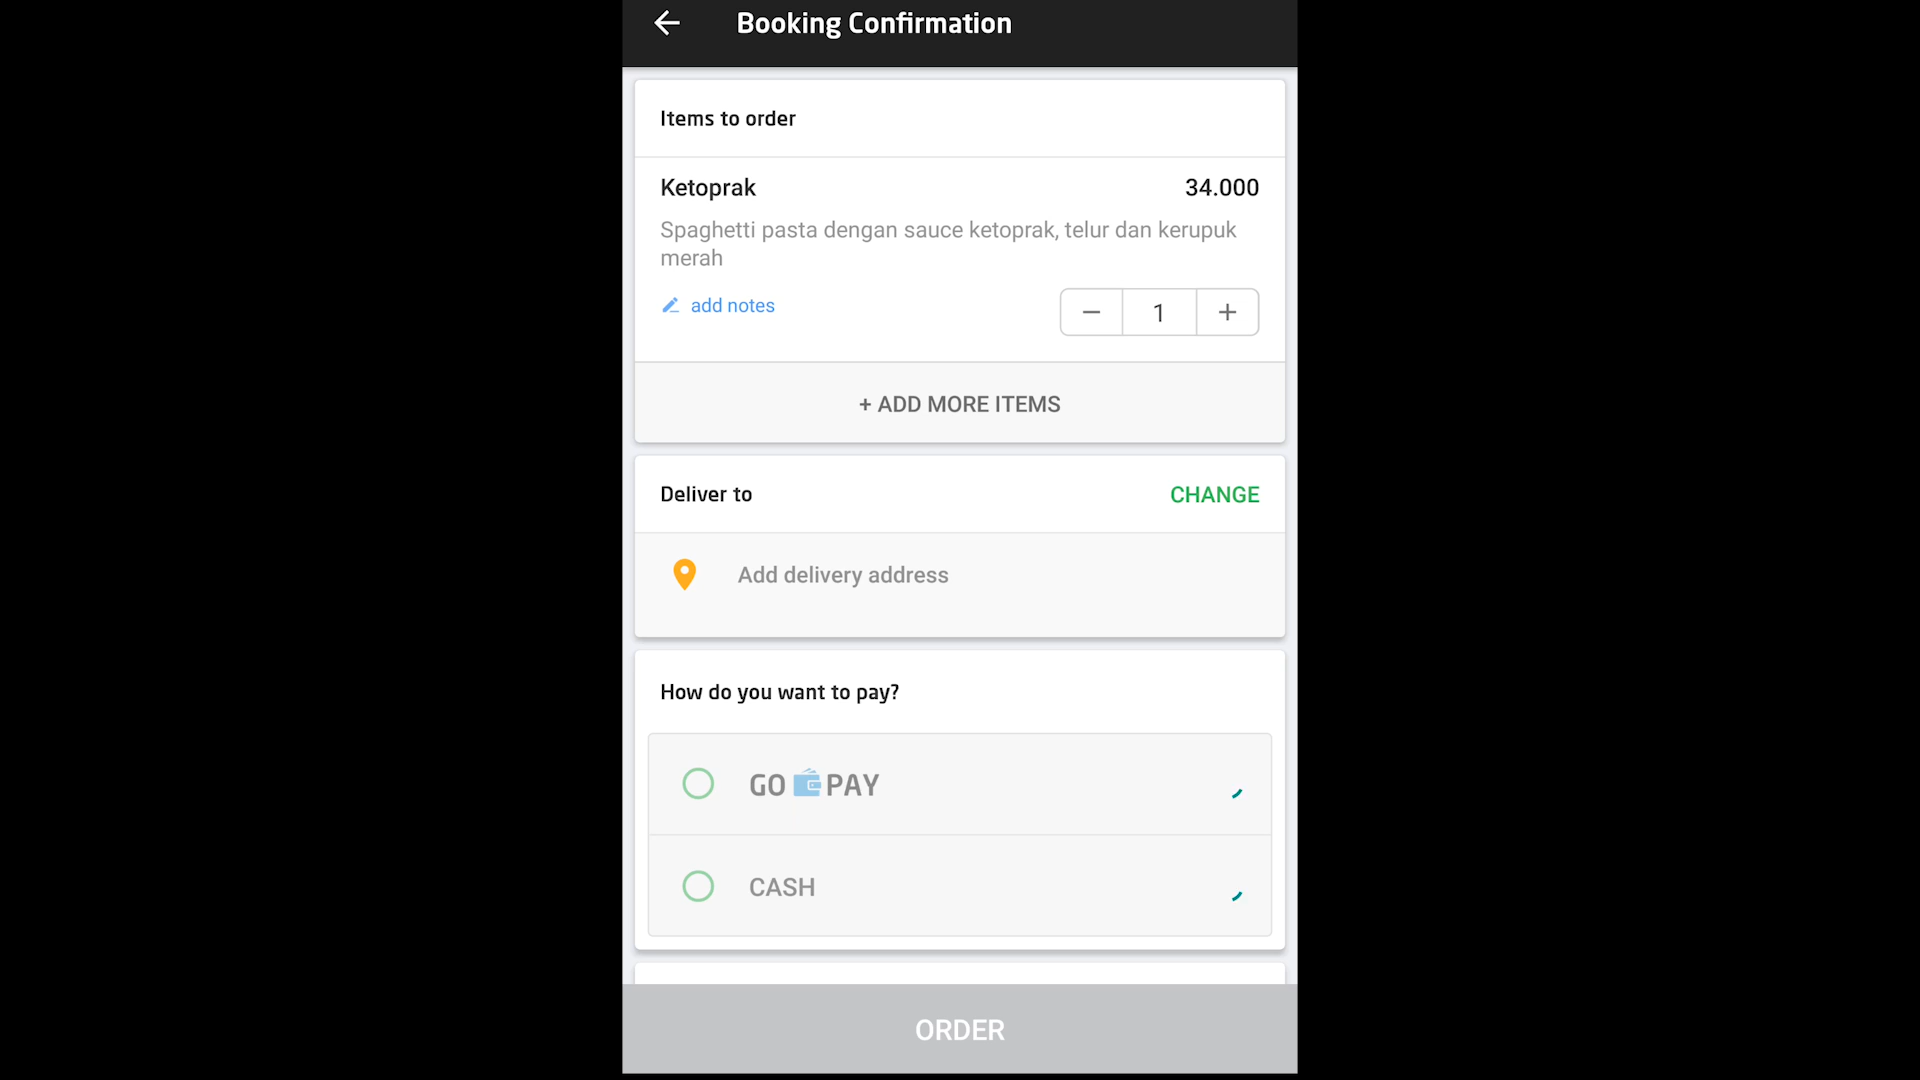 Booking Confirmation
Items to order
Ketoprak 34.000
Spaghetti pasta dengan sauce ketoprak, telur dan kerupuk
merah
add notes
1
+ ADD MORE ITEMS
Deliver to CHANGE
Add delivery address
How do you want to pay?
GO PAY
CASH
ORDER